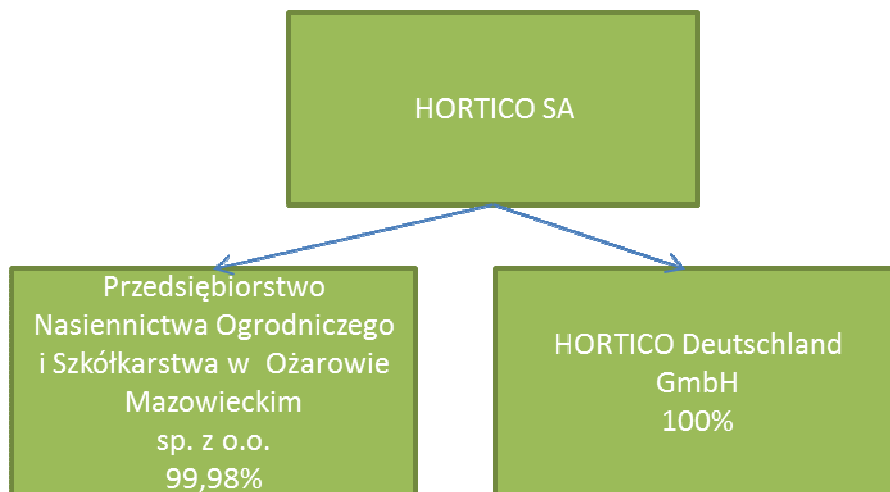 HORTICO SA
Przedsiębiorstwo
Nasiennictwa Ogrodniczego
i Szkółkarstwa w Ożarowie
Mazowieckim
sp. z o.o.
99,98%
HORTICO Deutschland
GmbH
100%